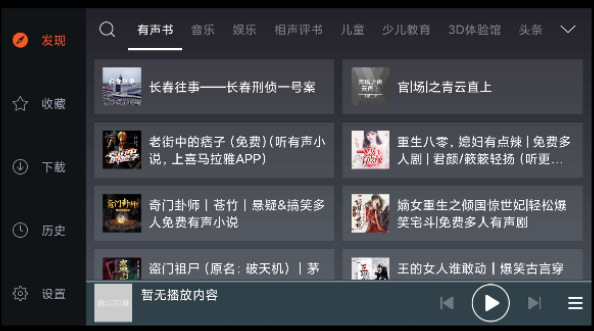 发现
收藏
下载
历史
设置
有声书 音乐 娱乐 相声评书 儿童 少儿教育 3D体验馆 头条
长春往事——长春刑侦一号案
官|场|之青云直上
老街中的痞子（免费）（听有声小
说，上喜马拉雅APP）
重生八零，媳妇有点辣 | 免费多
人剧 | 君颜/簌簌轻扬（听更...
奇门卦师丨苍竹丨悬疑&搞笑多
人免费有声小说
嫡女重生之倾国惊世妃|轻松爆
笑宅斗|免费多人有声剧
奇门卦师
盗门祖尸（原名：破天机）丨茅
王的女人谁敢动丨爆笑古言穿
暂无播放内容